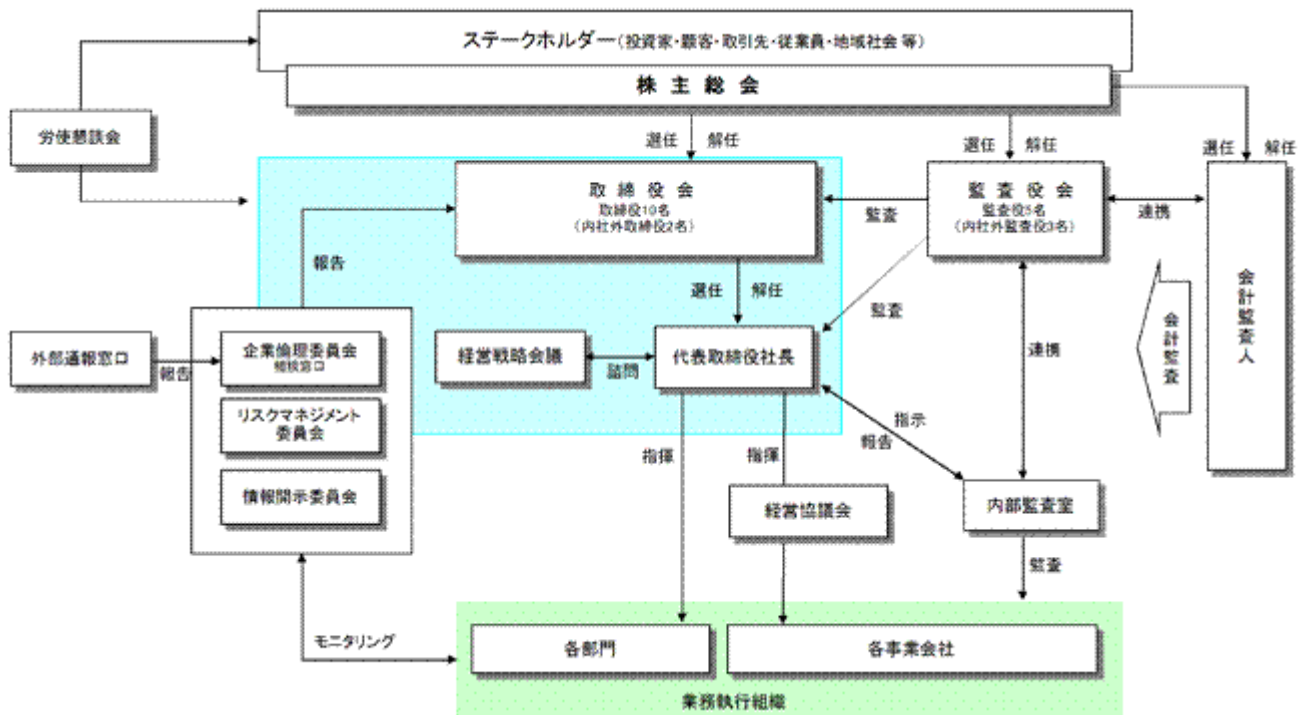 ステークホルダー(投資家・顧客・取引先・従業員・地域社会 等)
株 主 総 会
労使懇談会
選任 解任
選任 解任
選任 解任
取 締 役 会
取締役10名
(内社外取締役2名)
監査
監 査 役 会
監査役5名
(内社外監査役3名)
連携
会計監査人
報告
選任 解任
監査
会計監査
外部通報窓口
報告
企業倫理委員会
相談窓口
経営戦略会議
諮問
代表取締役社長
連携
リスクマネジメント
委員会
指示
報告
指揮
指揮
情報開示委員会
経営協議会
内部監査室
監査
モニタリング
各部門
各事業会社
業務執行組織